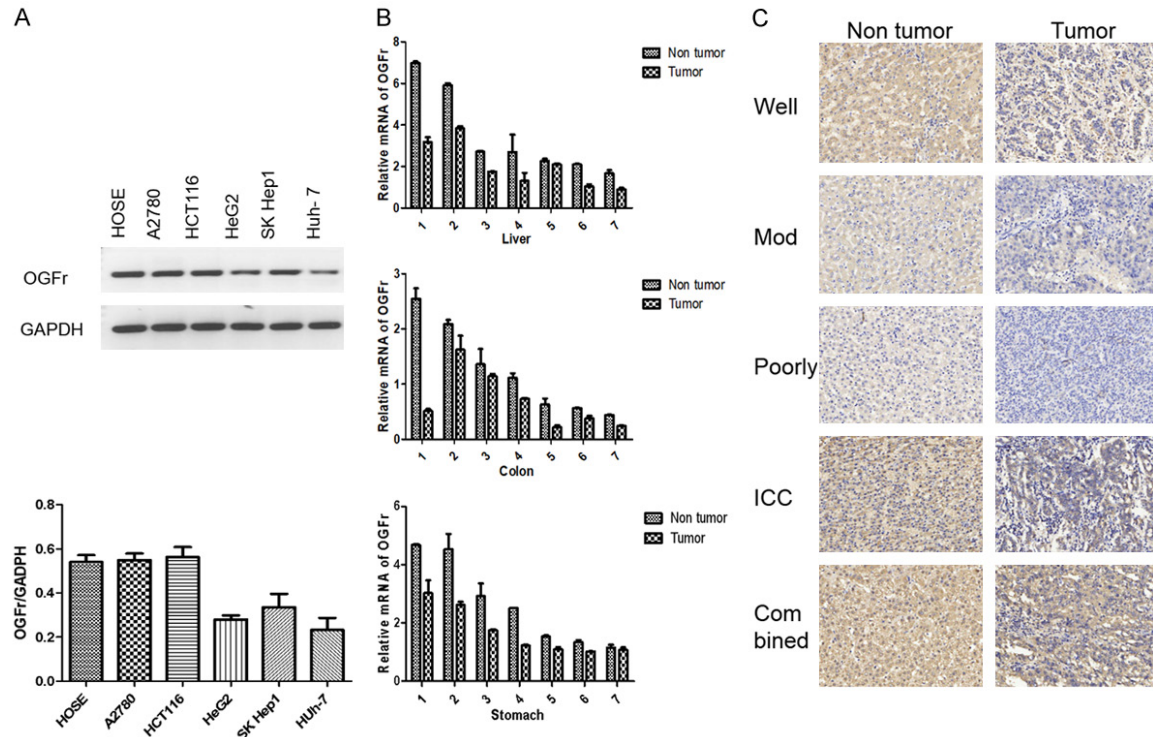 A
HOSE
A2780
HCT116
HeG2
SK Hep1
Huh- 7
OGFr
GAPDH
OGFr/GADPH
0.8
0.6
0.4
0.2
0.0
HOSE
A2780
HCT116
HeG2
SK Hep1
HUh-7
B
Relative mRNA of OGFr
8
6
4
2
0
1 2 3 4 5 6 7
Liver
Non tumor
Tumor
Relative mRNA of OGFr
3
2
1
0
1 2 3 4 5 6 7
Colon
Non tumor
Tumor
Relative mRNA of OGFr
6
4
2
0
1 2 3 4 5 6 7
Stomach
Non tumor
Tumor
C
Non tumor Tumor
Well
Mod
Poorly
ICC
Com
bined